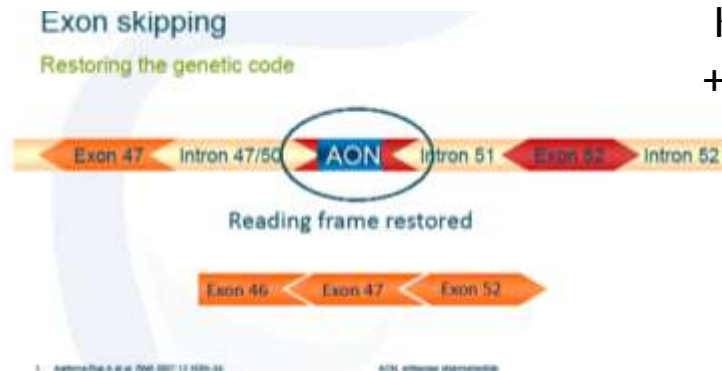 Exon skipping
Restoring the genetic code
+
Exon 47 Intron 47/50 AON Intron 51 Exon 52 Intron 52
Reading frame restored
Exon 46 Exon 47 Exon 52